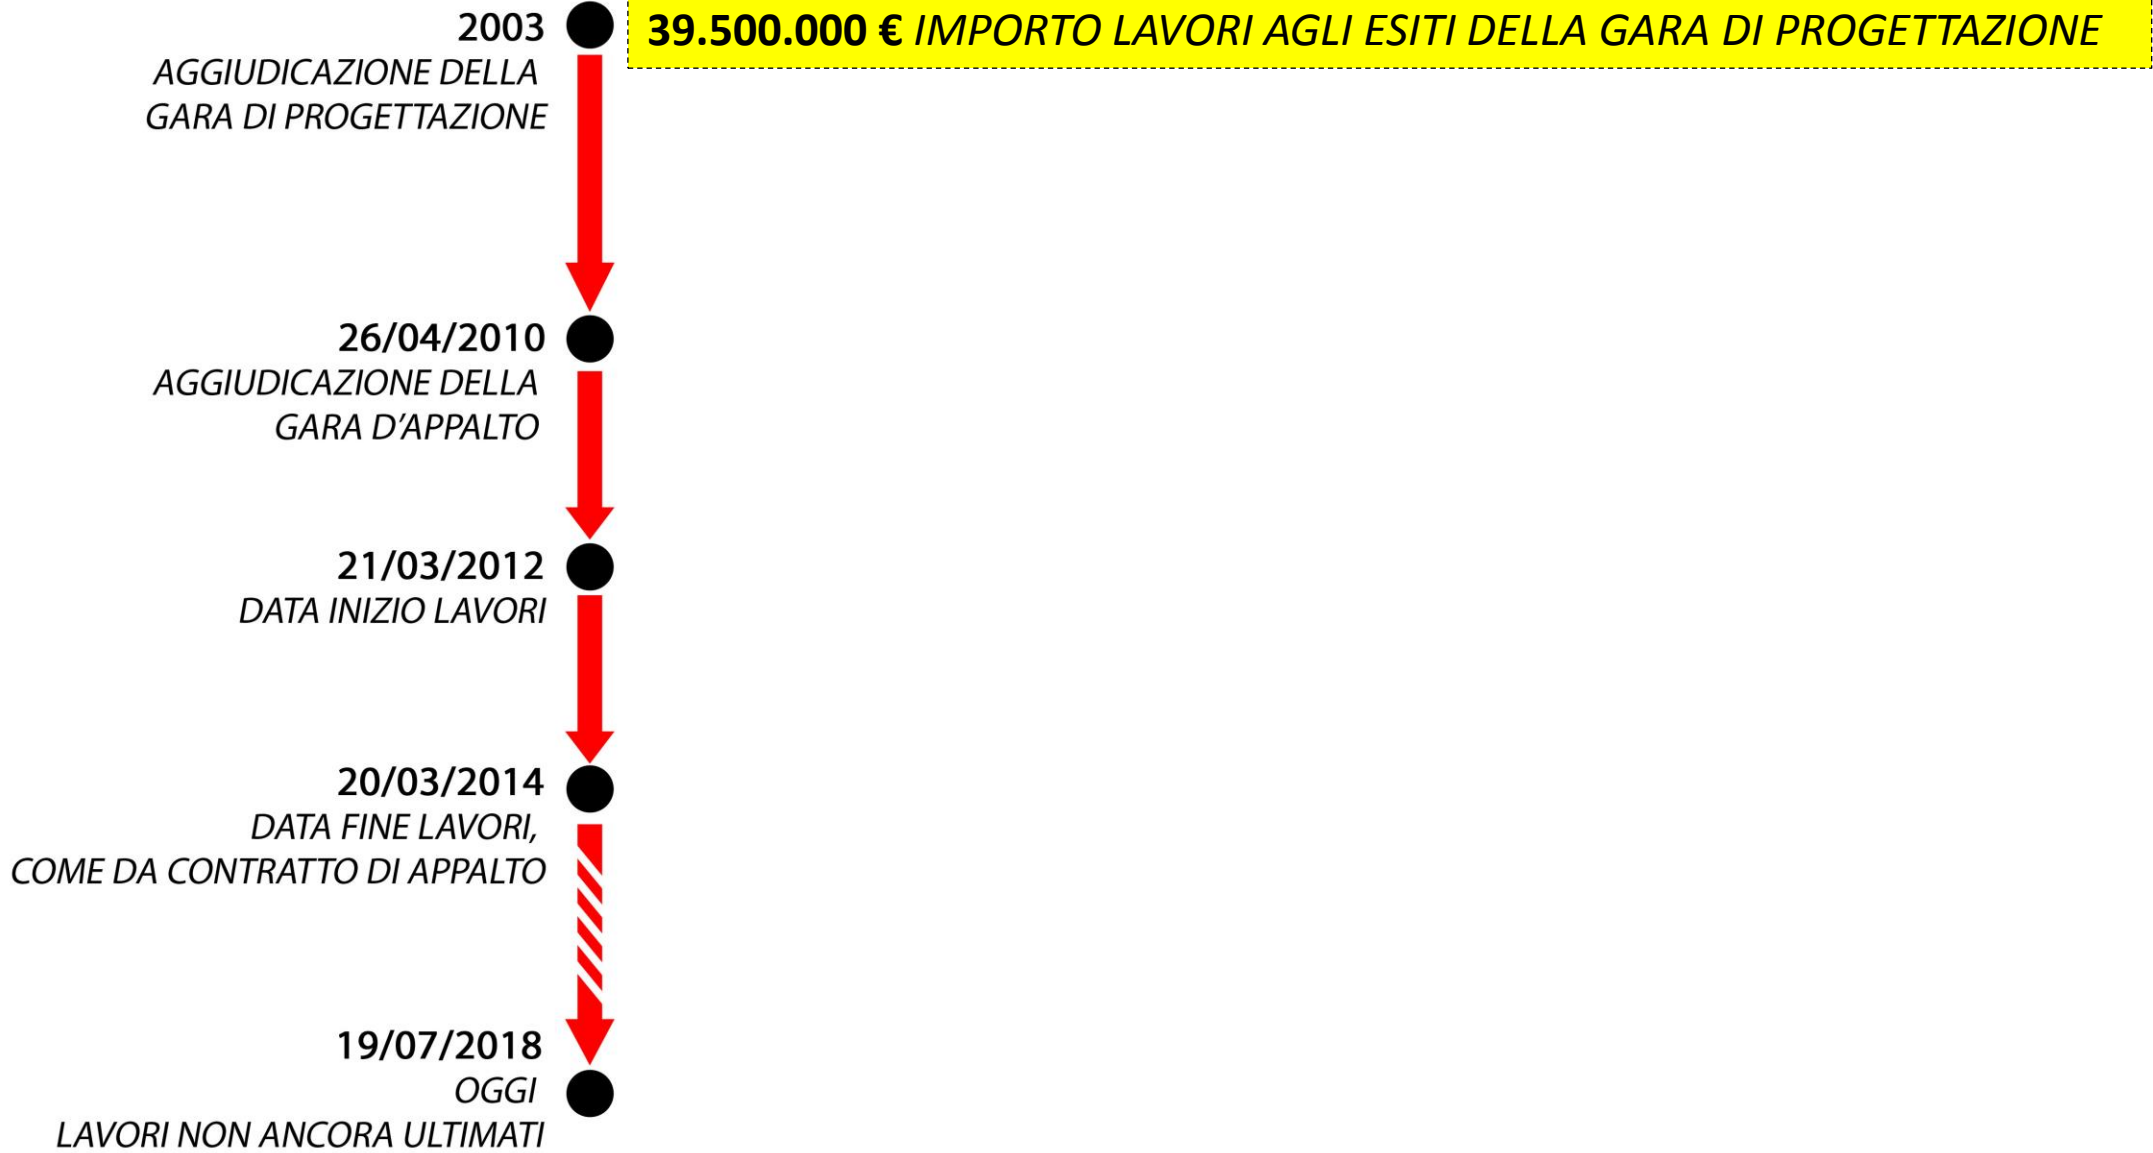 2003
39.500.000 € IMPORTO LAVORI AGLI ESITI DELLA GARA DI PROGETTAZIONE
AGGIUDICAZIONE DELLA
GARA DI PROGETTAZIONE
26/04/2010
AGGIUDICAZIONE DELLA
GARA D'APPALTO
21/03/2012
DATA INIZIO LAVORI
20/03/2014
DATA FINE LAVORI,
COME DA CONTRATTO DI APPALTO
19/07/2018
OGGI
LAVORI NON ANCORA ULTIMATI